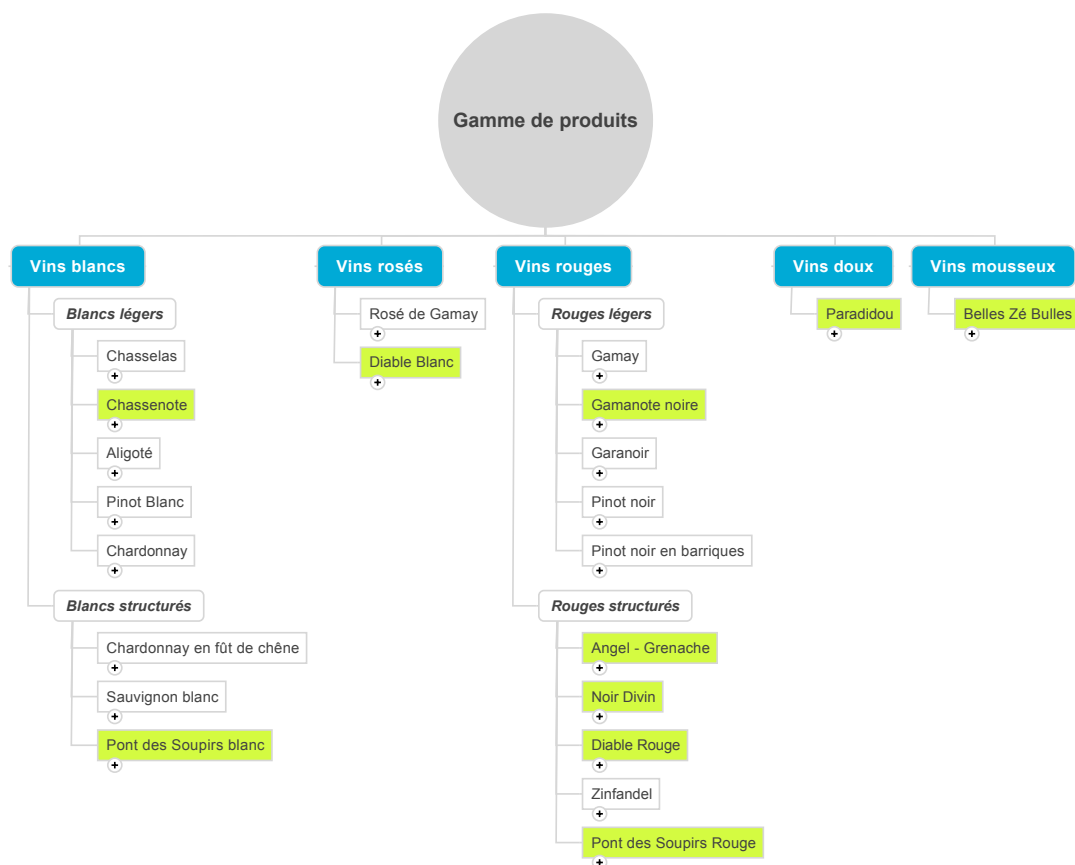 Gamme de produits
Vins blancs
Blancs légers
Chasselas
Chassenote
Aligoté
Pinot Blanc
Chardonnay
Blancs structurés
Chardonnay en fût de chêne
Sauvignon blanc
Pont des Soupirs blanc
Vins rosés
Rosé de Gamay
Diable Blanc
Vins rouges
Rouges légers
Gamay
Gamanote noire
Garanoir
Pinot noir
Pinot noir en barriques
Rouges structurés
Angel - Grenache
Noir Divin
Diable Rouge
Zinfandel
Pont des Soupirs Rouge
Vins doux
Paradidou
Vins mousseux
Belles Zé Bulles